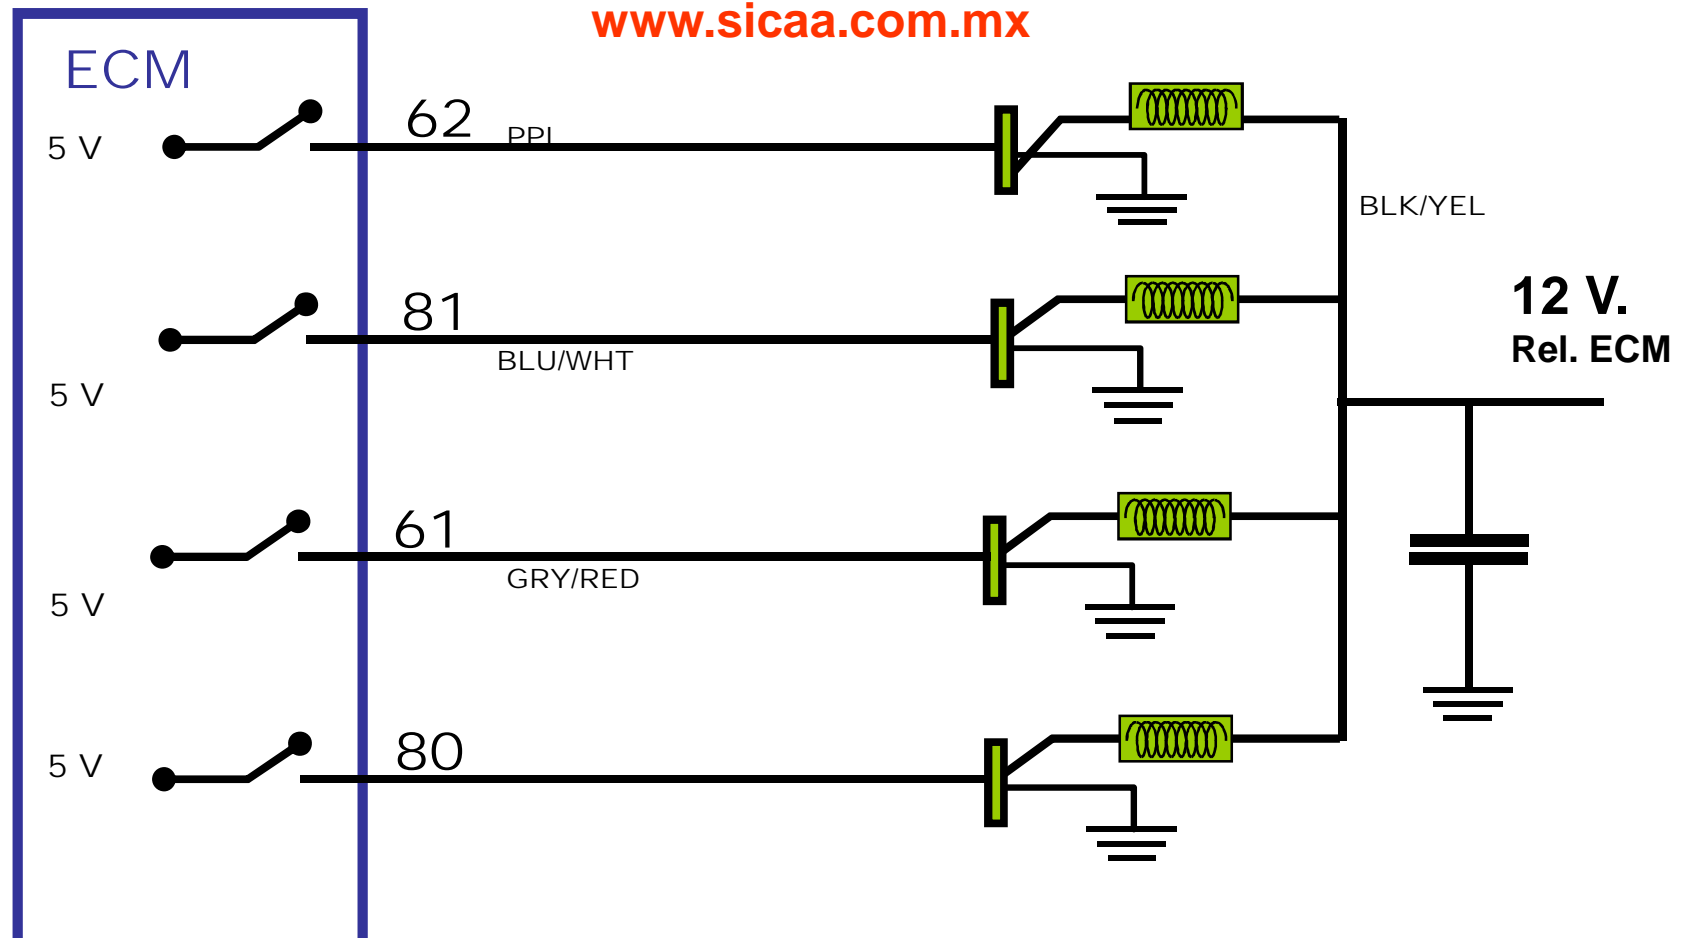 www.sicaa.com.mx
ECM
62
PPL
5 V
BLK/YEL
81
12 V.
BLU/WHT
Rel. ECM
5 V
61
GRY/RED
5 V
80
5 V